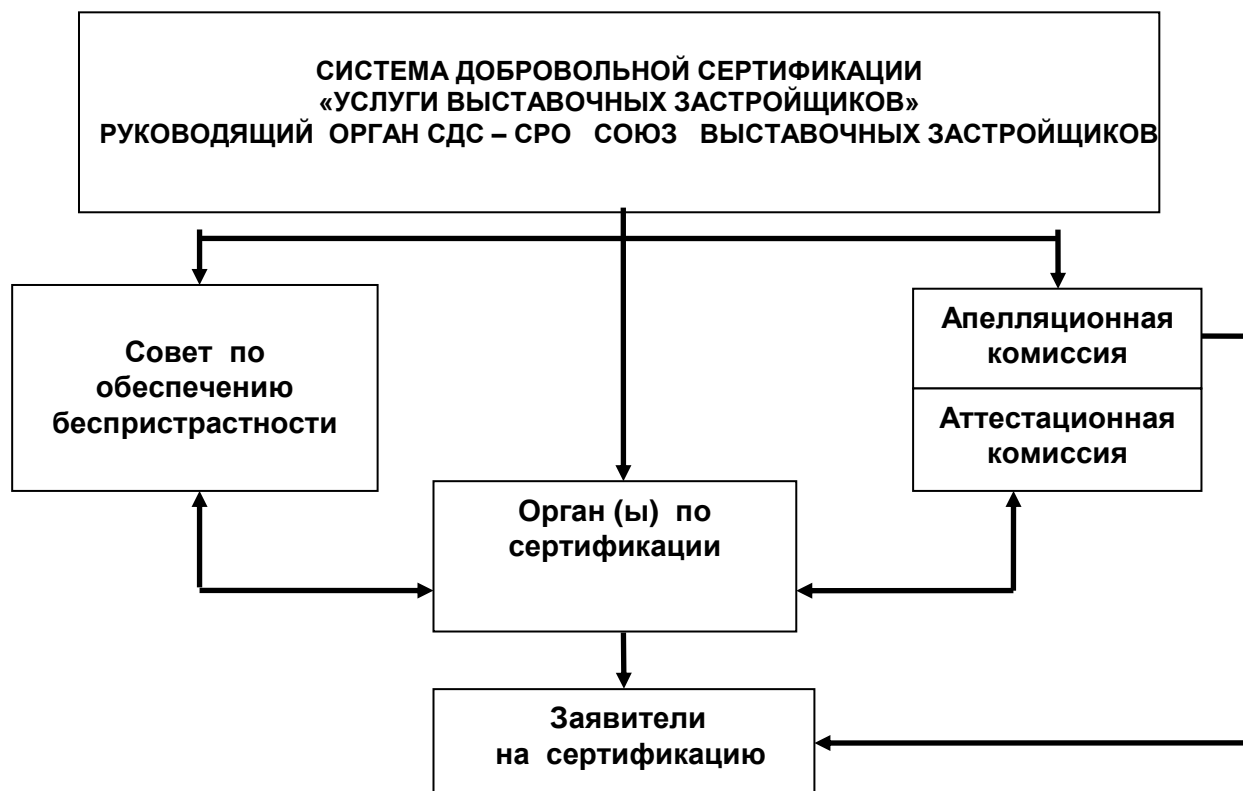 СИСТЕМА ДОБРОВОЛЬНОЙ СЕРТИФИКАЦИИ
«УСЛУГИ ВЫСТАВОЧНЫХ ЗАСТРОЙЩИКОВ»
РУКОВОДЯЩИЙ ОРГАН СДС – СРО СОЮЗ ВЫСТАВОЧНЫХ ЗАСТРОЙЩИКОВ
Совет по
обеспечению
беспристрастности
Апелляционная
комиссия
Аттестационная
комиссия
Орган (ы) по
сертификации
Заявители
на сертификацию